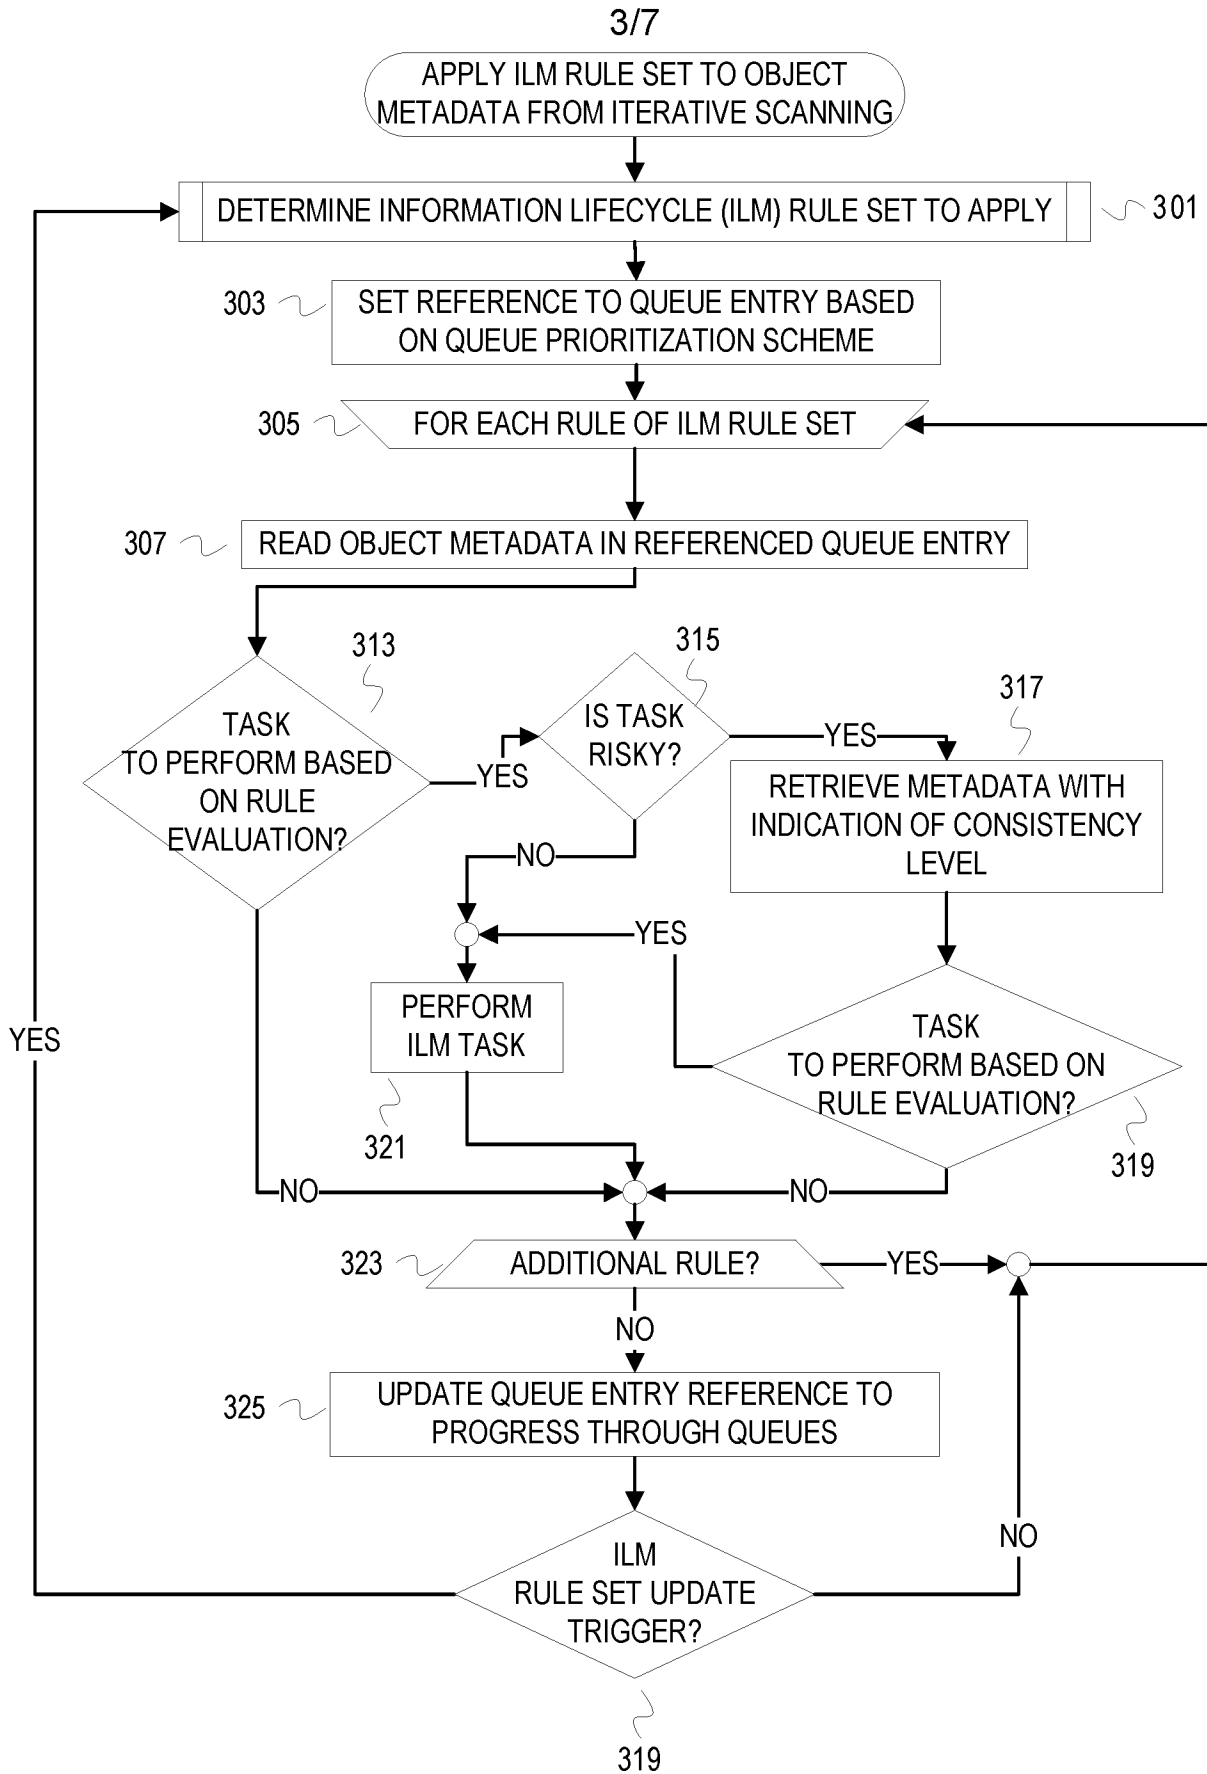 3/7
APPLY ILM RULE SET TO OBJECT
METADATA FROM ITERATIVE SCANNING
DETERMINE INFORMATION LIFECYCLE (ILM) RULE SET TO APPLY
301
303
SET REFERENCE TO QUEUE ENTRY BASED
ON QUEUE PRIORITIZATION SCHEME
305
FOR EACH RULE OF ILM RULE SET
307
READ OBJECT METADATA IN REFERENCED QUEUE ENTRY
313
TASK
TO PERFORM BASED
ON RULE
EVALUATION?
YES
315
IS TASK
RISKY?
YES
NO
317
RETRIEVE METADATA WITH
INDICATION OF CONSISTENCY
LEVEL
YES
PERFORM
ILM TASK
321
TASK
TO PERFORM BASED ON
RULE EVALUATION?
319
NO
NO
323
ADDITIONAL RULE?
YES
NO
325
UPDATE QUEUE ENTRY REFERENCE TO
PROGRESS THROUGH QUEUES
ILM
RULE SET UPDATE
TRIGGER?
NO
YES
319